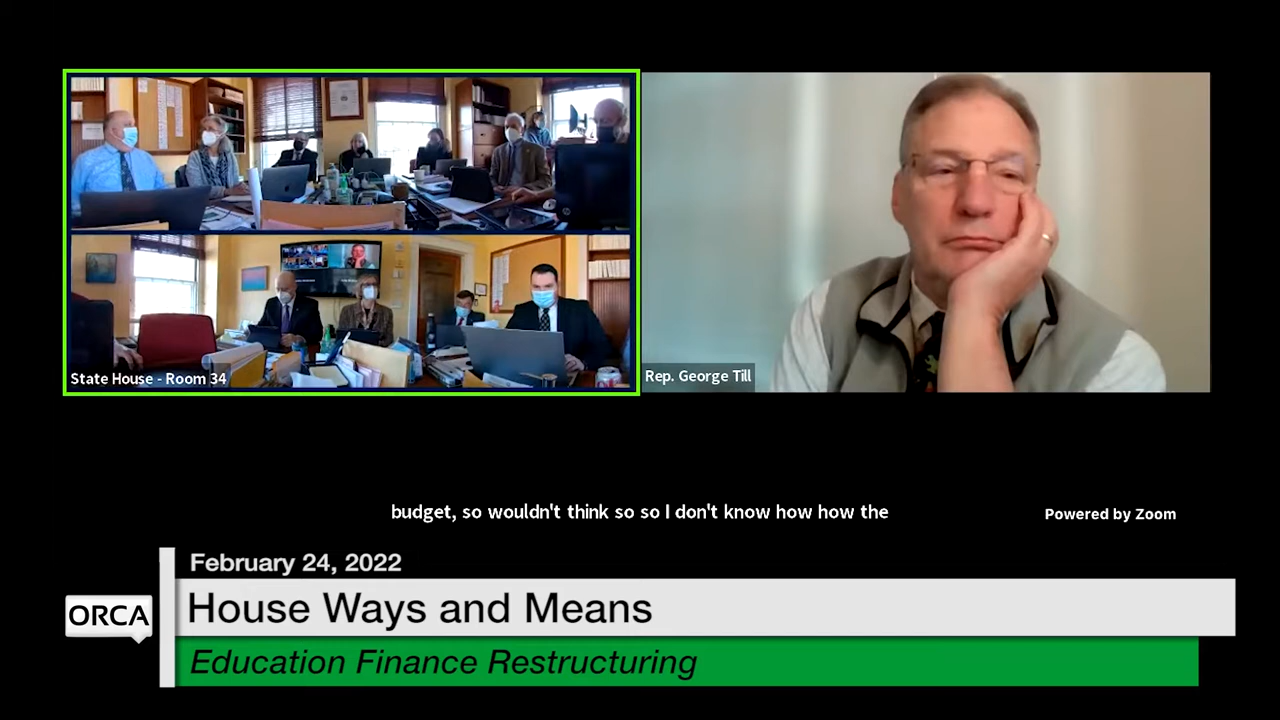 State House - Room 34
Rep. George Till
budget, so wouldn't think so so I don't know how how the
Powered by Zoom
February 24, 2022
ORCA
House Ways and Means
Education Finance Restructuring